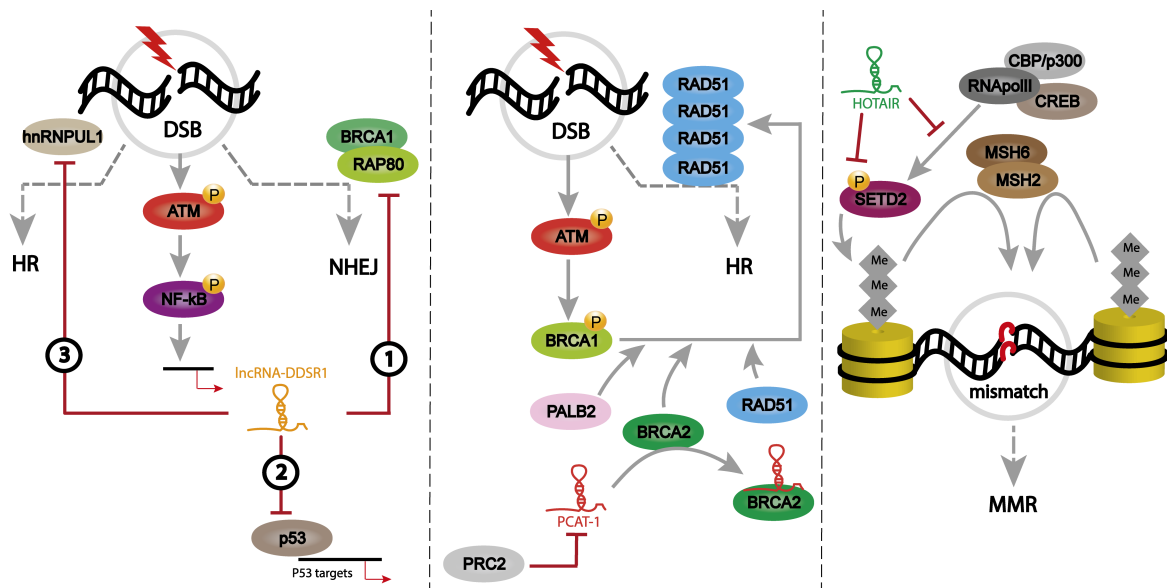 DSB
hnRNPUL1
BRCA1
RAP80
P
ATM
HR
NHEJ
P
NF-kB
3
1
lncRNA-DDSR1
2
p53
P53 targets
DSB
RAD51
RAD51
RAD51
RAD51
P
ATM
HR
P
BRCA1
PALB2
RAD51
BRCA2
BRCA2
PCAT-1
PRC2
HOTAIR
CBP/p300
RNApolII
CREB
MSH6
MSH2
P
SETD2
Me
Me
Me
Me
Me
Me
mismatch
MMR